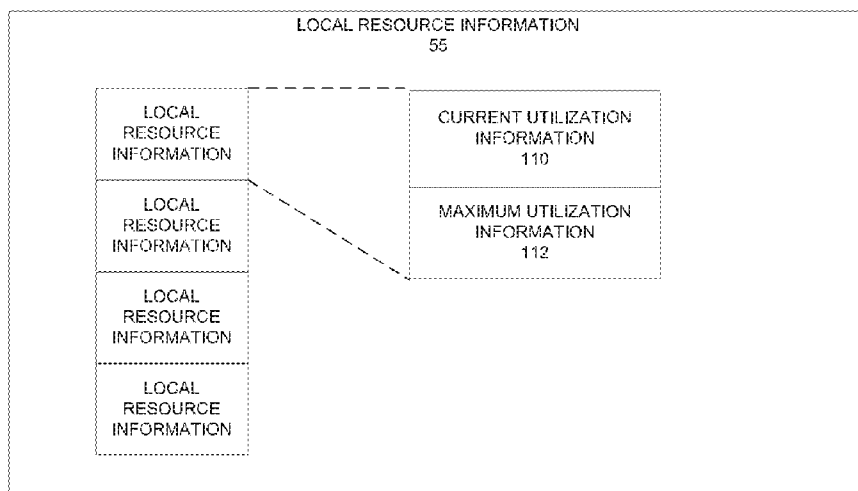 LOCAL RESOURCE INFORMATION
55
LOCAL
RESOURCE
INFORMATION
LOCAL
RESOURCE
INFORMATION
LOCAL
RESOURCE
INFORMATION
LOCAL
RESOURCE
INFORMATION
CURRENT UTILIZATION
INFORMATION
110
MAXIMUM UTILIZATION
INFORMATION
112